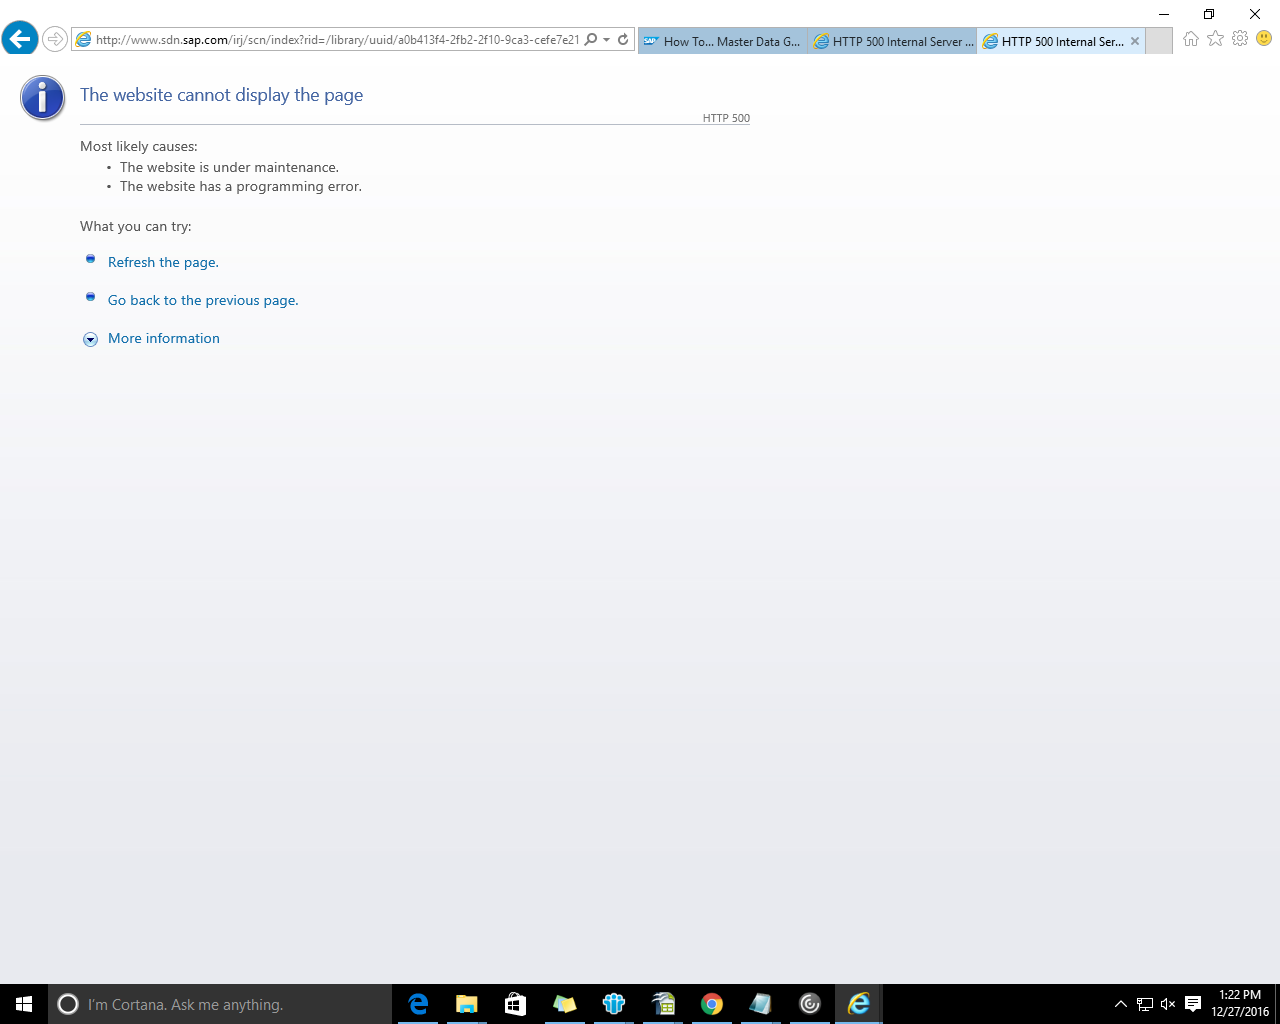 http://www.sdn.sap.com/irj/scn/index?rid=/library/uuid/a0b413f4-2fb2-2f10-9ca3-cefe7e21
SAP How To... Master Data G...
HTTP 500 Internal Server ...
HTTP 500 Internal Ser...
The website cannot display the page
HTTP 500
Most likely causes:
• The website is under maintenance.
• The website has a programming error.
What you can try:
Refresh the page.
Go back to the previous page.
More information
I'm Cortana. Ask me anything.
1:22 PM
12/27/2016